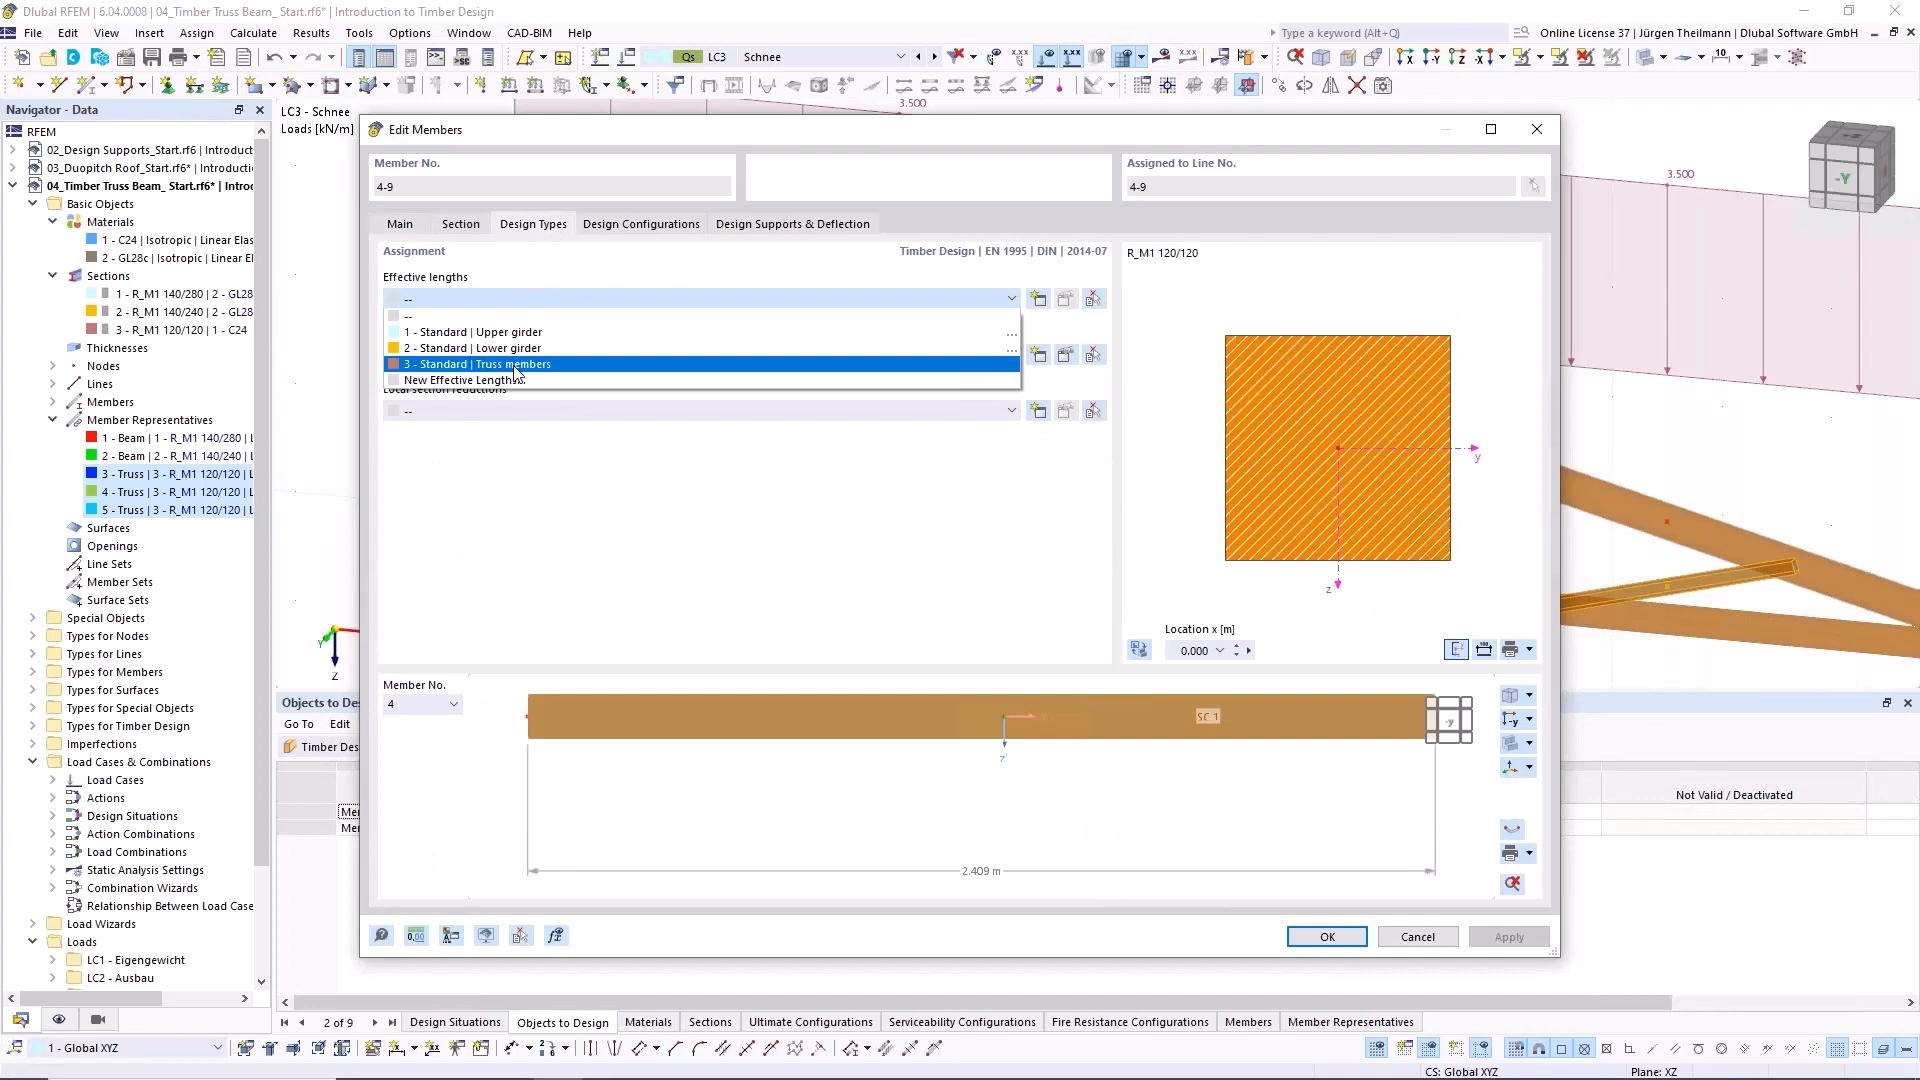 Dlubal RFEM | 6.04.0008 | 04_Timber Truss Beam_ Start.rf6* | Introduction to Timber Design
File Edit View Insert Assign Calculate Results Tools Options Window CAD-BIM Help
Type a keyword (Alt+Q)
Online License 37 | Jürgen Theilmann | Dlubal Software GmbH
Qs LC3 Schnee
Navigator - Data
RFEM
02_Design Supports_Start.rf6 | Introduct
03_Duopitch Roof_Start.rf6* | Introducti
04_Timber Truss Beam_ Start.rf6* | Introd
Basic Objects
Materials
1 - C24 | Isotropic | Linear Elas
2 - GL28c | Isotropic | Linear El
Sections
1 - R_M1 140/280 | 2 - GL28
2 - R_M1 140/240 | 2 - GL28
3 - R_M1 120/120 | 1 - C24
Thicknesses
Nodes
Lines
Members
Member Representatives
1 - Beam | 1 - R_M1 140/280 | L
2 - Beam | 2 - R_M1 140/240 | L
3 - Truss | 3 - R_M1 120/120 | L
4 - Truss | 3 - R_M1 120/120 | L
5 - Truss | 3 - R_M1 120/120 | L
Surfaces
Openings
Line Sets
Member Sets
Surface Sets
Special Objects
Types for Nodes
Types for Lines
Types for Members
Types for Surfaces
Types for Special Objects
Types for Timber Design
Imperfections
Load Cases & Combinations
Load Cases
Actions
Design Situations
Action Combinations
Load Combinations
Static Analysis Settings
Combination Wizards
Relationship Between Load Case
Load Wizards
Loads
LC1 - Eigengewicht
LC2 - Ausbau
LC3 - Schnee
Loads [kN/m]
3.500
3.500
-Y
Z
Edit Members
Member No.
4-9
Assigned to Line No.
4-9
Main Section Design Types Design Configurations Design Supports & Deflection
Assignment
Timber Design | EN 1995 | DIN | 2014-07
Effective lengths
--
--
1 - Standard | Upper girder ...
2 - Standard | Lower girder ...
3 - Standard | Truss members
New Effective Lengths
Local section reductions
--
R_M1 120/120
y
z
Location x [m]
0.000
Member No.
4
SC 1
z
-y
2.409 m
OK Cancel Apply
Objects to De
Go To Edit
Timber Des
Mer
Mer
Not Valid / Deactivated
2 of 9
Design Situations Objects to Design Materials Sections Ultimate Configurations Serviceability Configurations Fire Resistance Configurations Members Member Representatives
1 - Global XYZ
CS: Global XYZ
Plane: XZ